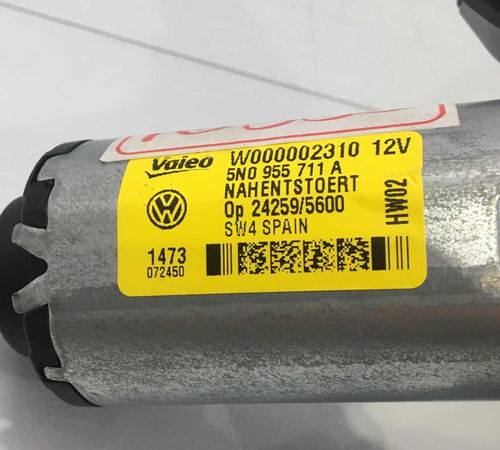 Valeo W000002310 12V
5N0 955 711 A
NAHENTSTOERT
Op 24259/5600
SW4 SPAIN
HW02
1473
072450